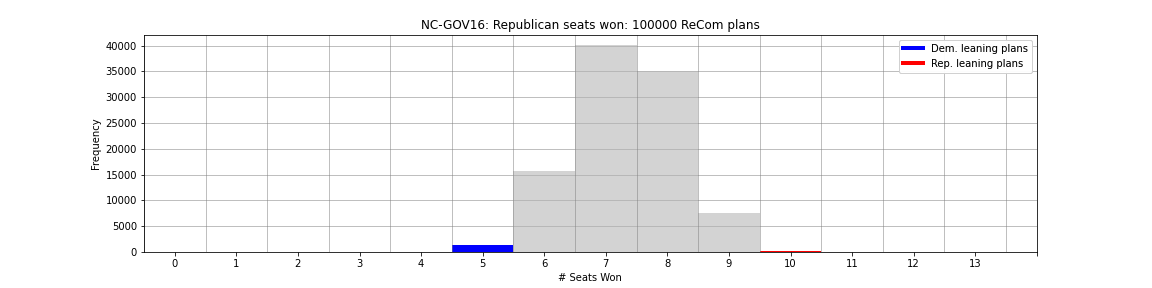 NC-GOV16: Republican seats won: 100000 ReCom plans
Dem. leaning plans
Rep. leaning plans
40000
35000
30000
25000
20000
15000
10000
5000
0
Frequency
0 1 2 3 4 5 6 7 8 9 10 11 12 13
# Seats Won